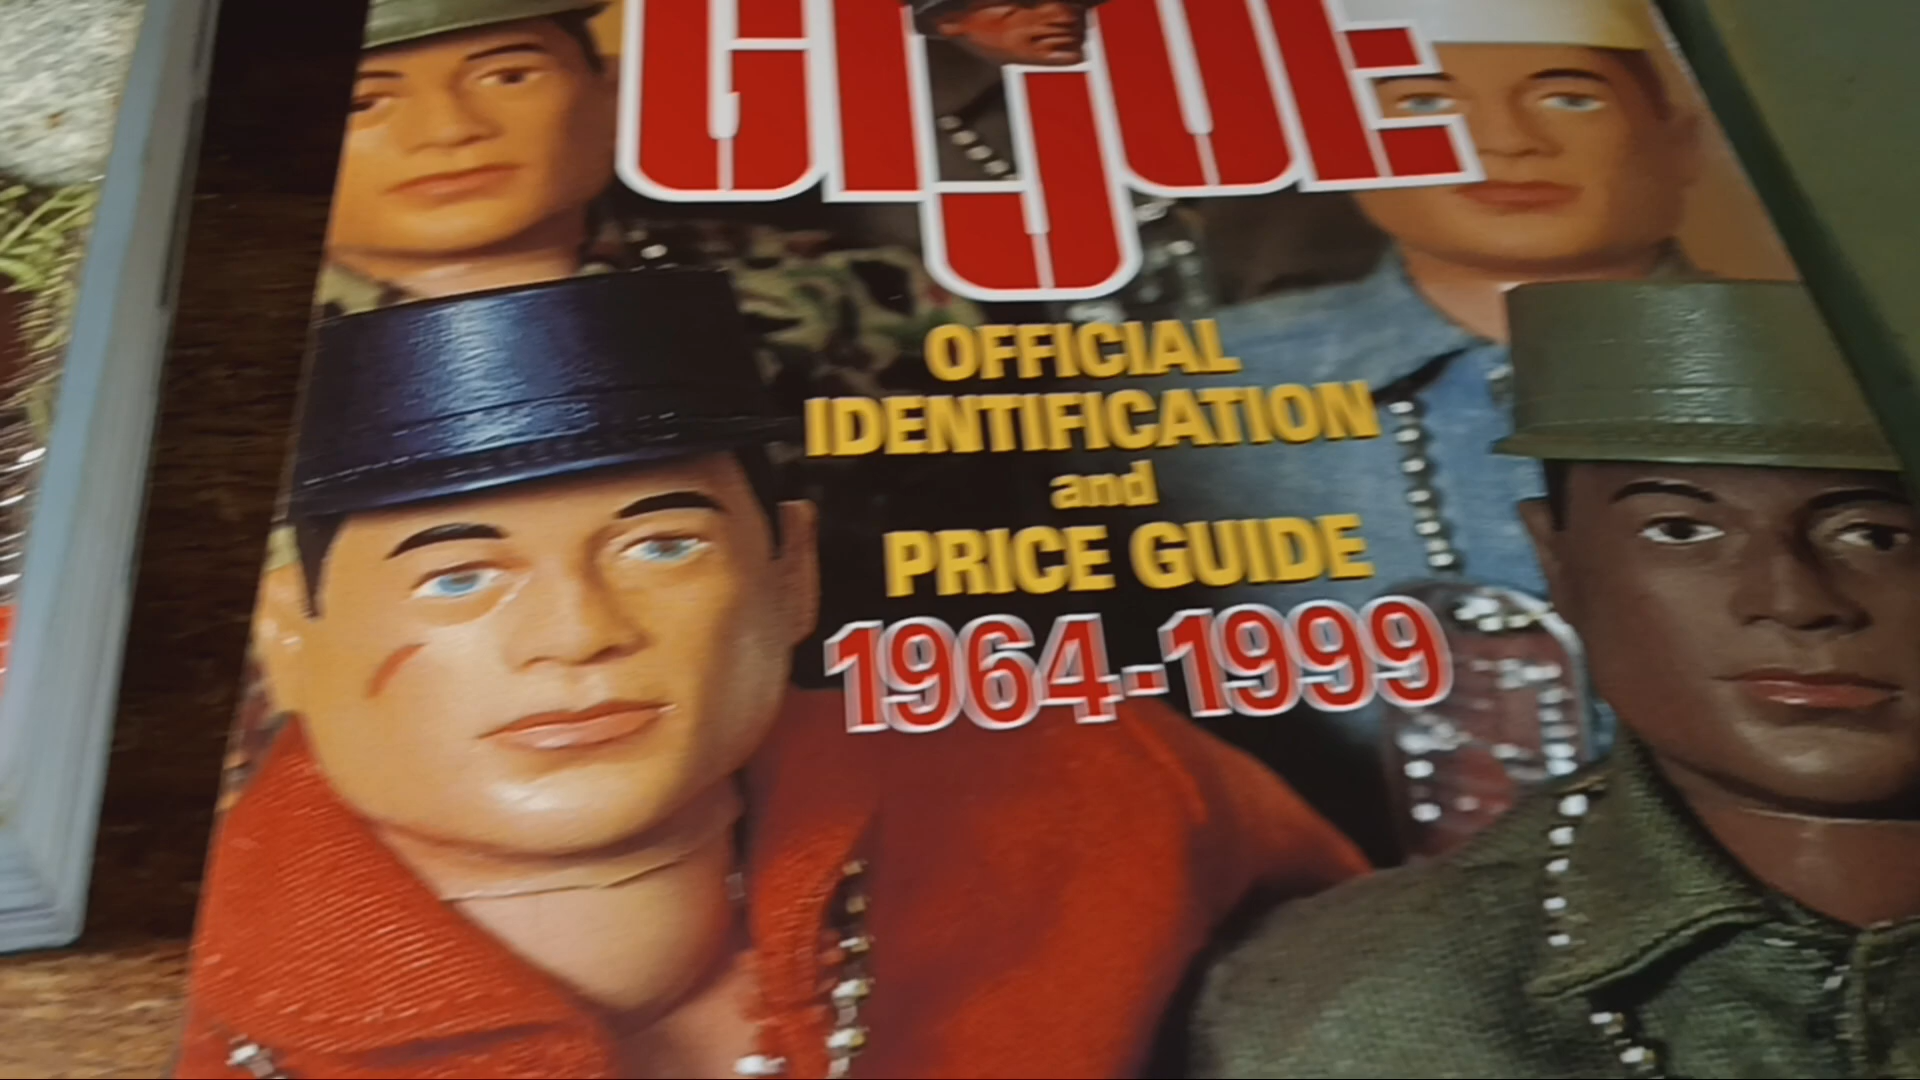 GI JOE
OFFICIAL
IDENTIFICATION
and
PRICE GUIDE
1964-1999